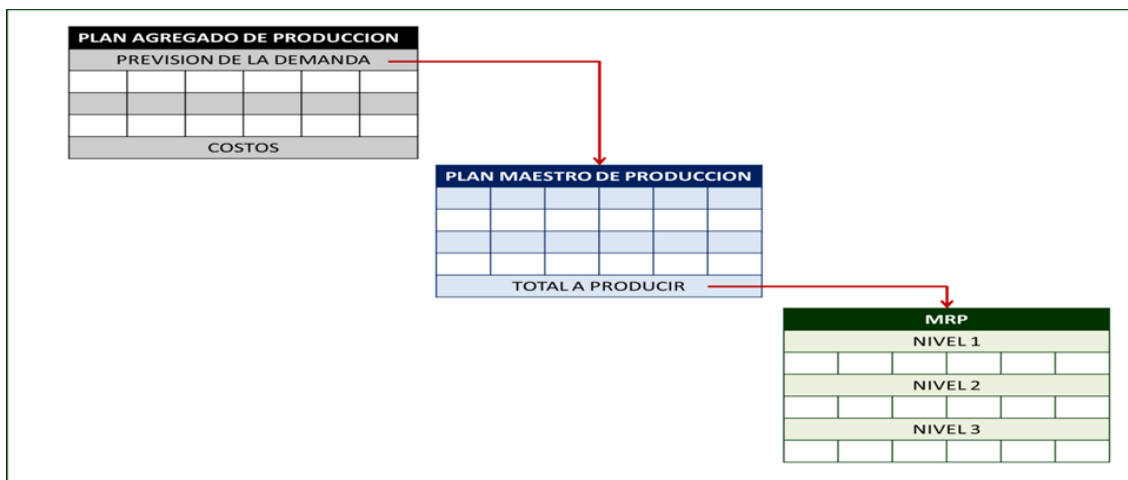 PLAN AGREGADO DE PRODUCCION
PREVISION DE LA DEMANDA
COSTOS
PLAN MAESTRO DE PRODUCCION
TOTAL A PRODUCIR
MRP
NIVEL 1
NIVEL 2
NIVEL 3